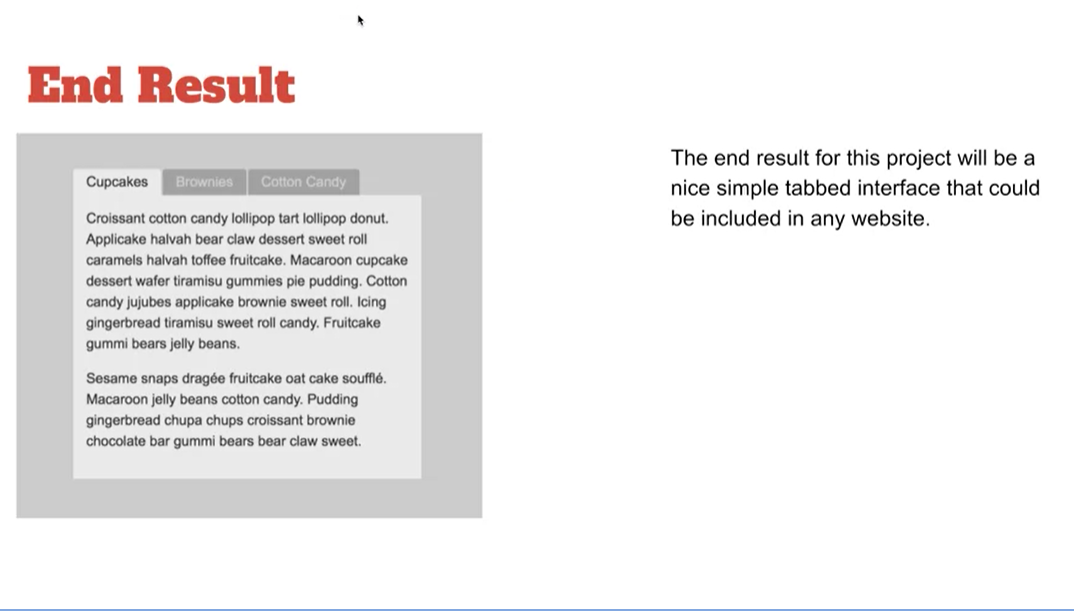 End Result
Cupcakes Brownies Cotton Candy
Croissant cotton candy lollipop tart lollipop donut.
Applicake halvah bear claw dessert sweet roll
caramels halvah toffee fruitcake. Macaroon cupcake
dessert wafer tiramisu gummies pie pudding. Cotton
candy jujubes applicake brownie sweet roll. Icing
gingerbread tiramisu sweet roll candy. Fruitcake
gummi bears jelly beans.
Sesame snaps dragée fruitcake oat cake soufflé.
Macaroon jelly beans cotton candy. Pudding
gingerbread chupa chups croissant brownie
chocolate bar gummi bears bear claw sweet.
The end result for this project will be a
nice simple tabbed interface that could
be included in any website.